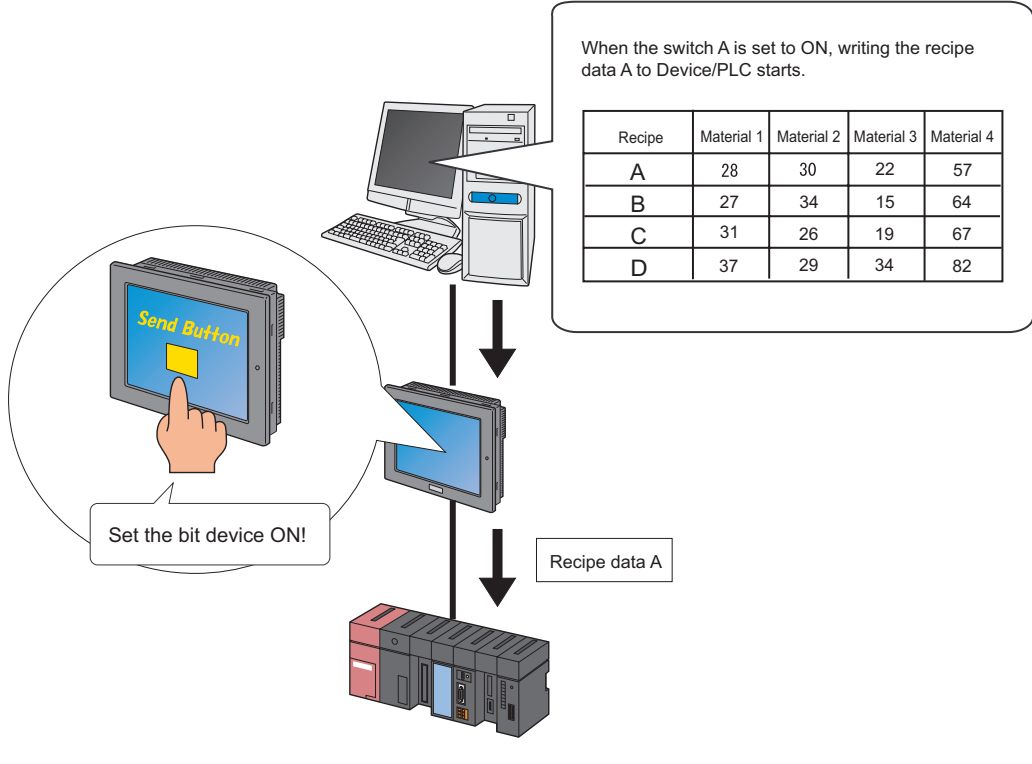 When the switch A is set to ON, writing the recipe
data A to Device/PLC starts.
Recipe Material 1 Material 2 Material 3 Material 4
A 28 30 22 57
B 27 34 15 64
C 31 26 19 67
D 37 29 34 82
Send Button
Set the bit device ON!
Recipe data A